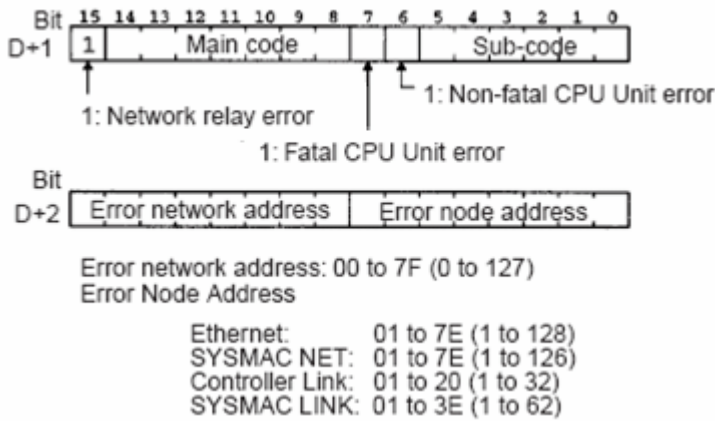 Bit 15 14 13 12 11 10 9 8 7 6 5 4 3 2 1 0
D+1 1 Main code Sub-code
1: Non-fatal CPU Unit error
1: Network relay error
1: Fatal CPU Unit error
Bit
D+2 Error network address Error node address
Error network address: 00 to 7F (0 to 127)
Error Node Address
Ethernet: 01 to 7E (1 to 128)
SYSMAC NET: 01 to 7E (1 to 126)
Controller Link: 01 to 20 (1 to 32)
SYSMAC LINK: 01 to 3E (1 to 62)